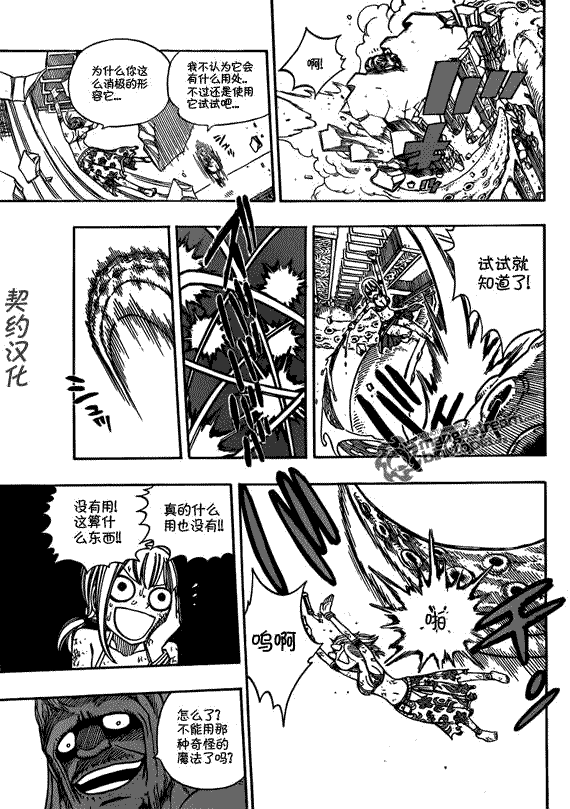 啊!
我不认为它会
有什么用处..
不过还是使用
它试试吧...
为什么你这
么消极的形
容它...
试试就
知道了!
契约汉化
啪
呜啊
真的什么
用也没有!!
没有用!
这算什
么东西!!
怎么了?
不能用那
种奇怪的
魔法了吗?